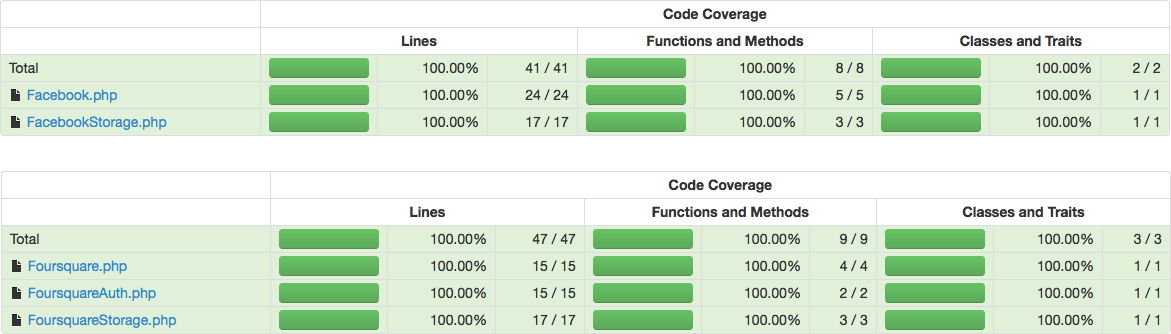 Code Coverage
Lines Functions and Methods Classes and Traits
Total 100.00% 41 / 41 100.00% 8 / 8 100.00% 2 / 2
Facebook.php 100.00% 24 / 24 100.00% 5 / 5 100.00% 1 / 1
FacebookStorage.php 100.00% 17 / 17 100.00% 3 / 3 100.00% 1 / 1
Code Coverage
Lines Functions and Methods Classes and Traits
Total 100.00% 47 / 47 100.00% 9 / 9 100.00% 3 / 3
Foursquare.php 100.00% 15 / 15 100.00% 4 / 4 100.00% 1 / 1
FoursquareAuth.php 100.00% 15 / 15 100.00% 2 / 2 100.00% 1 / 1
FoursquareStorage.php 100.00% 17 / 17 100.00% 3 / 3 100.00% 1 / 1